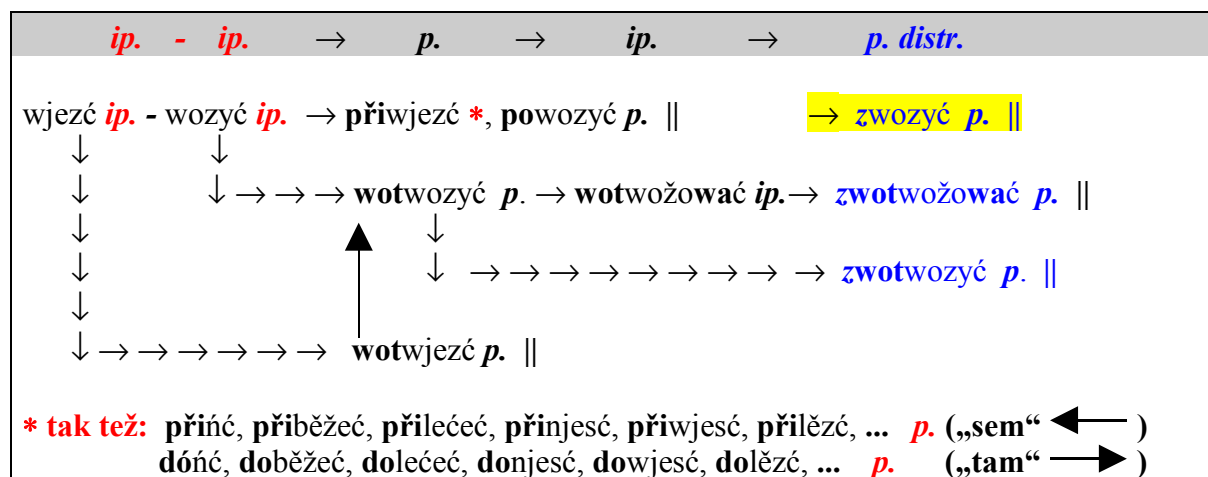 ip. - ip. → p. → ip. → p. distr.
wjezć ip. - wozyć ip. → přiwjezć *, powozyć p. || → zwozyć p. ||
↓ ↓
↓ ↓ → → → wotwozyć p. → wotwožować ip. → zwotwožować p. ||
↓ ↓
↓ ↓ → → → → → → → → → zwotwozyć p. ||
↓
↓ → → → → → → wotwjezć p. ||
* tak tež: přińć, přiběžeć, přilećeć, přinjesć, přiwjesć, přilězć, ... p. („sem“ ← )
dóńć, doběžeć, dolećeć, donjesć, dowjesć, dolězć, ... p. („tam“ → )